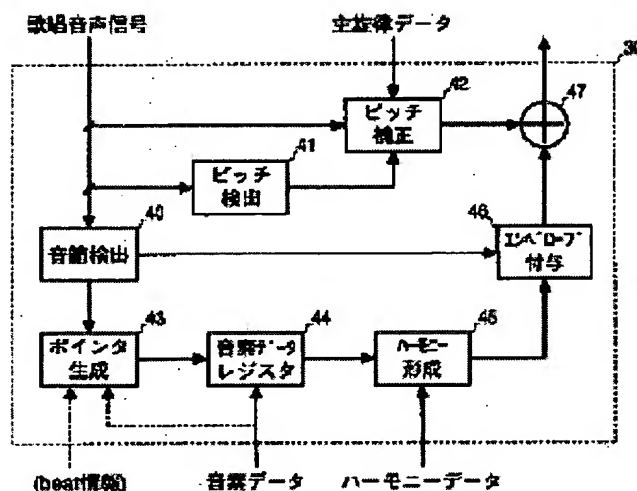 歌唱音声信号
主旋律データ
30
42
ピッチ
補正
47
41
ピッチ
検出
40
音節検出
46
エンベロープ
付与
43
ポインタ
生成
44
音素データ
レジスタ
45
ハーモニー
形成
(beat情報)
音素データ
ハーモニーデータ